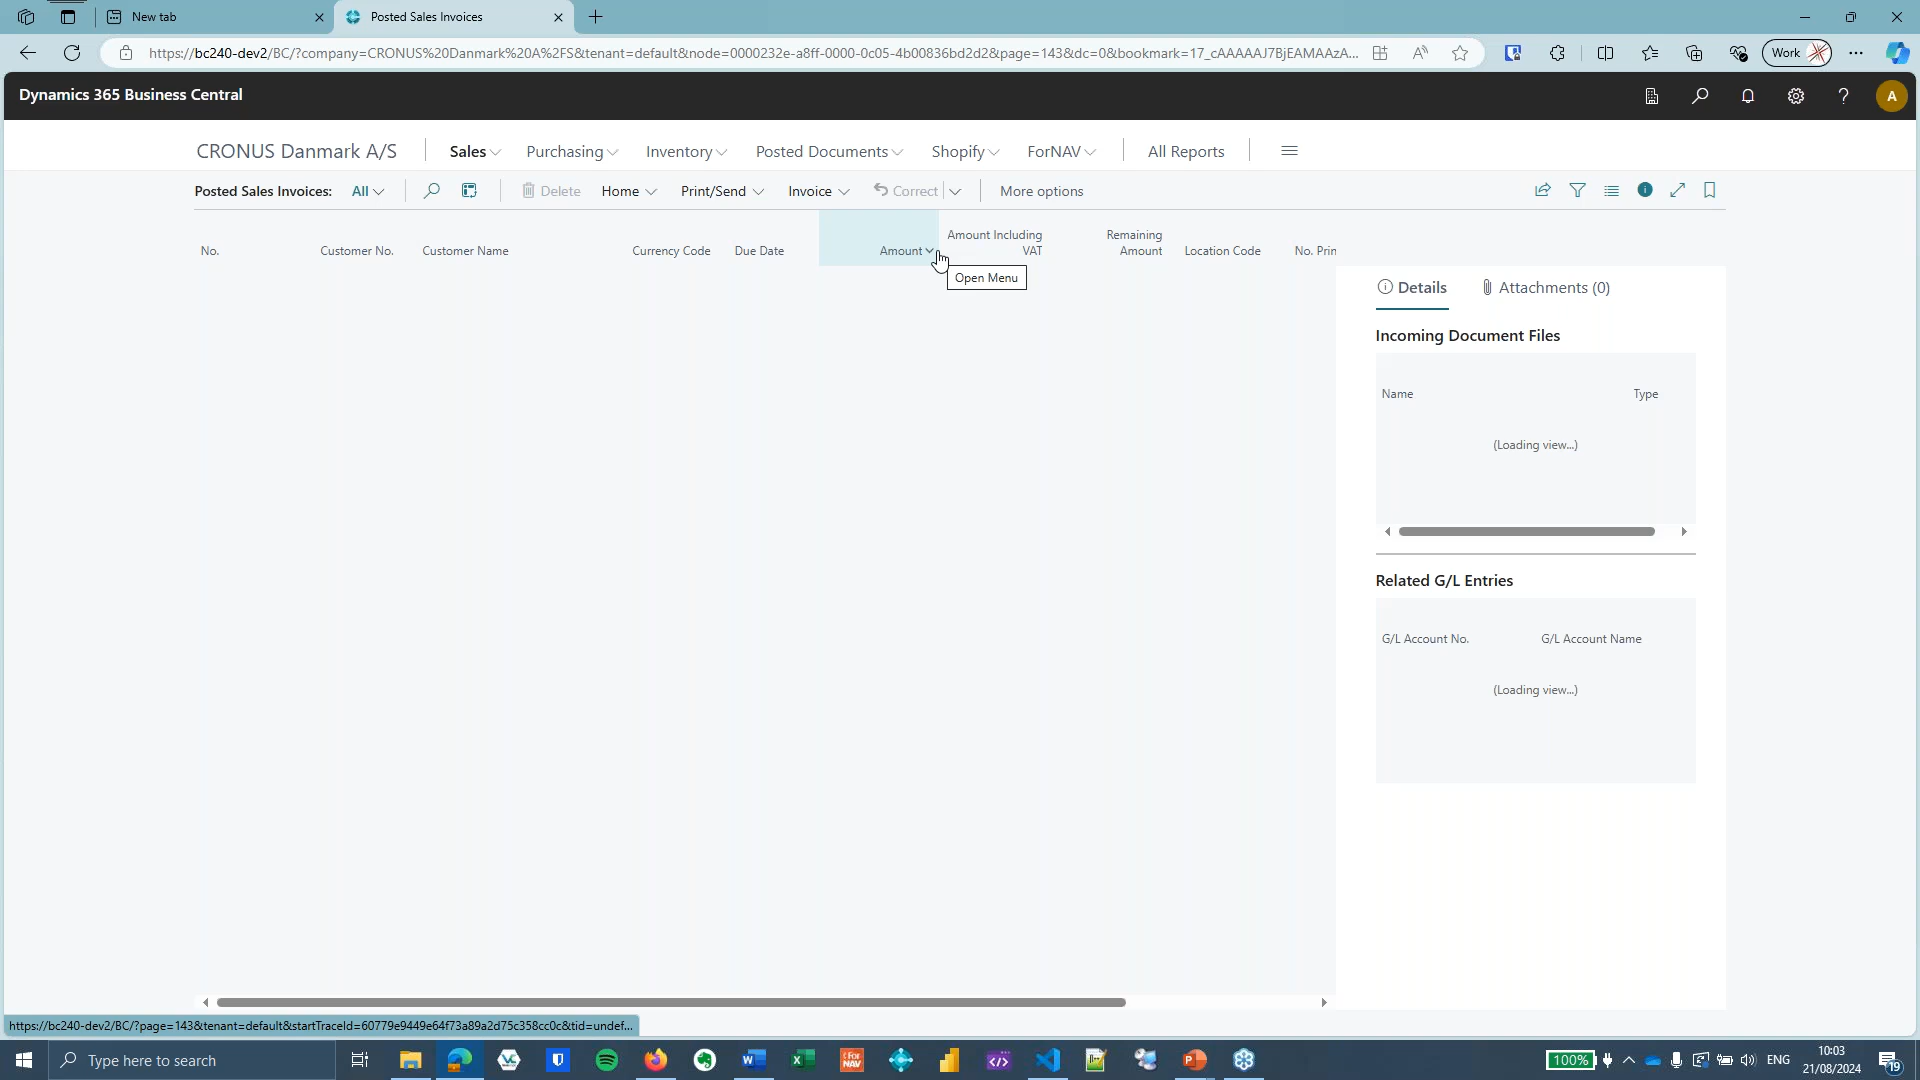 New tab
Posted Sales Invoices
https://bc240-dev2/BC/?company=CRONUS%20Danmark%20A%2FS&tenant=default&node=0000232e-a8ff-0000-0c05-4b00836bd2d2&page=143&dc=0&bookmark=17_cAAAAAJ7BjEAMAAzA...
Work
Dynamics 365 Business Central
A
CRONUS Danmark A/S
Sales
Purchasing
Inventory
Posted Documents
Shopify
ForNAV
All Reports
Posted Sales Invoices:
All
Delete
Home
Print/Send
Invoice
Correct
More options
No.
Customer No.
Customer Name
Currency Code
Due Date
Amount
Amount Including
VAT
Remaining
Amount
Location Code
No. Prin
Open Menu
Details
Attachments (0)
Incoming Document Files
Name
Type
(Loading view...)
Related G/L Entries
G/L Account No.
G/L Account Name
(Loading view...)
https://bc240-dev2/BC/?page=143&tenant=default&startTraceId=60779e9449e64f73a89a2d75c358cc0c&tid=undef...
Type here to search
100%
ENG
10:03
21/08/2024
19